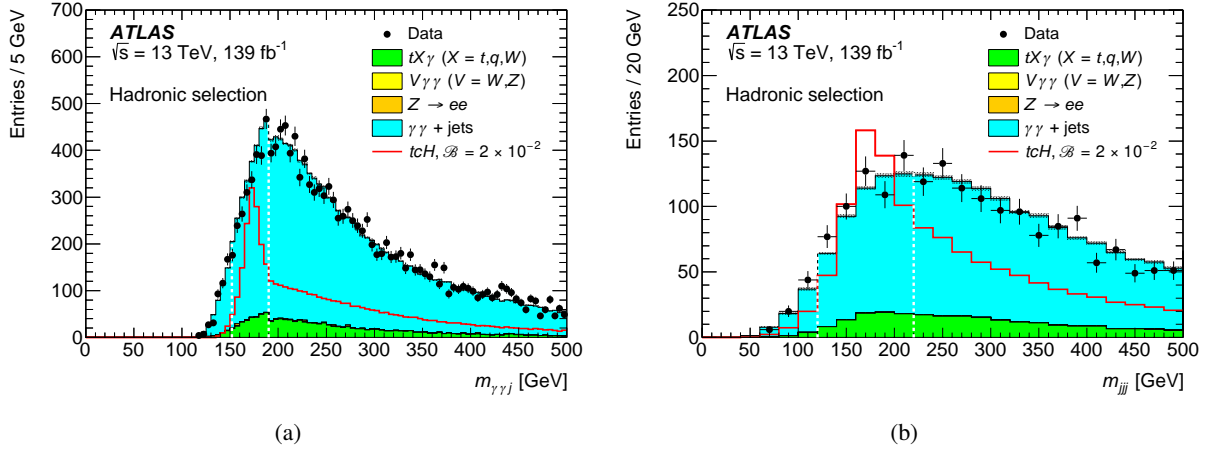 Entries / 5 GeV
700
600
500
400
300
200
100
0
ATLAS
√s = 13 TeV, 139 fb⁻¹
Hadronic selection
Data
tXγ (X = t,q,W)
Vγγ (V = W,Z)
Z → ee
γγ + jets
tcH, ℬ = 2 × 10⁻²
0 50 100 150 200 250 300 350 400 450 500
m_γγj [GeV]
(a)
Entries / 20 GeV
250
200
150
100
50
0
ATLAS
√s = 13 TeV, 139 fb⁻¹
Hadronic selection
Data
tXγ (X = t,q,W)
Vγγ (V = W,Z)
Z → ee
γγ + jets
tcH, ℬ = 2 × 10⁻²
0 50 100 150 200 250 300 350 400 450 500
m_jjj [GeV]
(b)